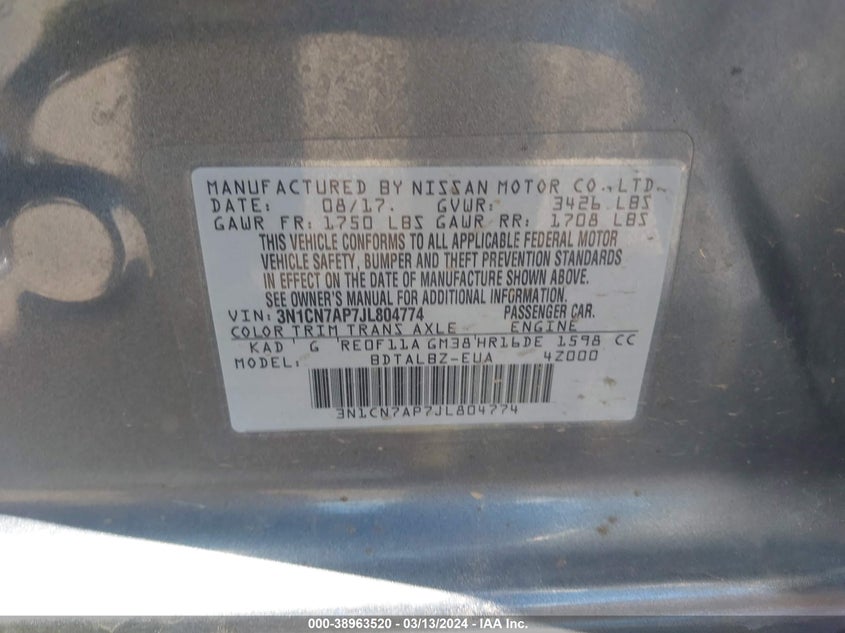 MANUFACTURED BY NISSAN MOTOR CO.,LTD.
DATE: 08/17. GVWR: 3426 LBS
GAWR FR: 1750 LBS GAWR RR: 1708 LBS
THIS VEHICLE CONFORMS TO ALL APPLICABLE FEDERAL MOTOR
VEHICLE SAFETY, BUMPER AND THEFT PREVENTION STANDARDS
IN EFFECT ON THE DATE OF MANUFACTURE SHOWN ABOVE.
SEE OWNER'S MANUAL FOR ADDITIONAL INFORMATION.
VIN: 3N1CN7AP7JL804774 PASSENGER CAR.
COLOR TRIM TRANS AXLE ENGINE
KAD G RE0F11A GM38 HR16DE 1598 CC
MODEL: BDTALBZ-EUA 4Z000
3N1CN7AP7JL804774
000-38963520 - 03/13/2024 - IAA Inc.